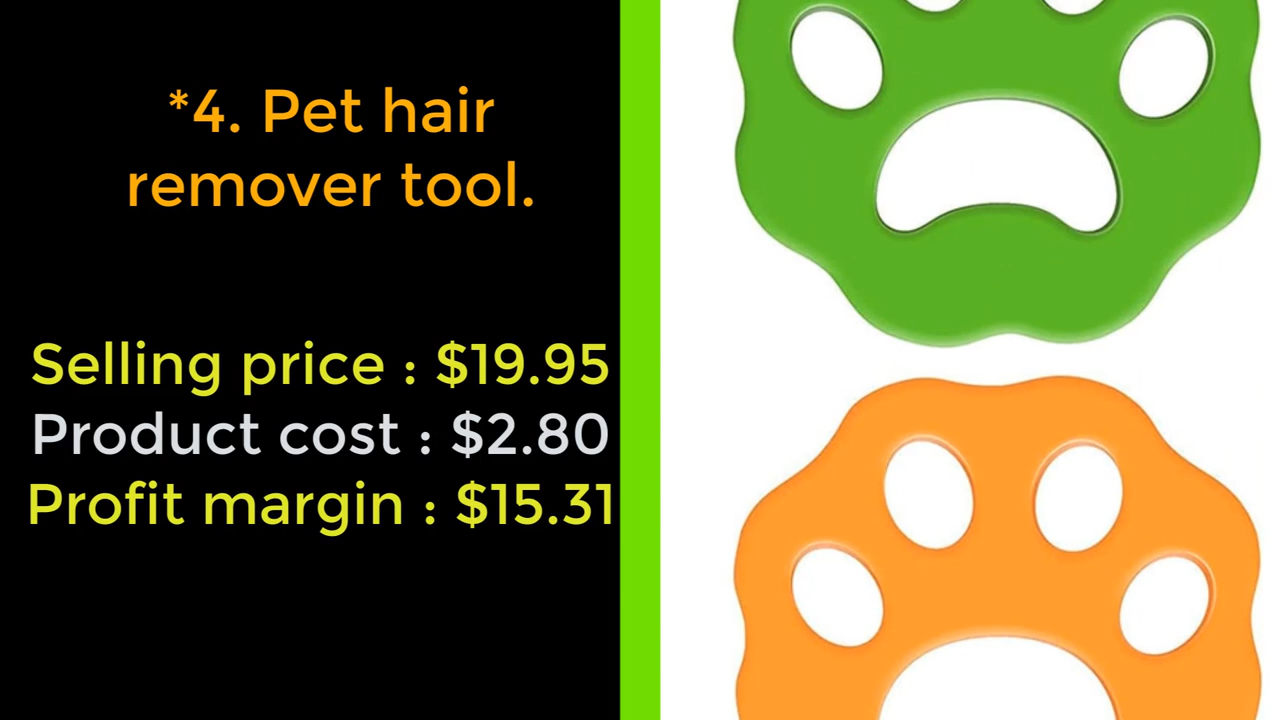 *4. Pet hair
remover tool.
Selling price : $19.95
Product cost : $2.80
Profit margin : $15.31